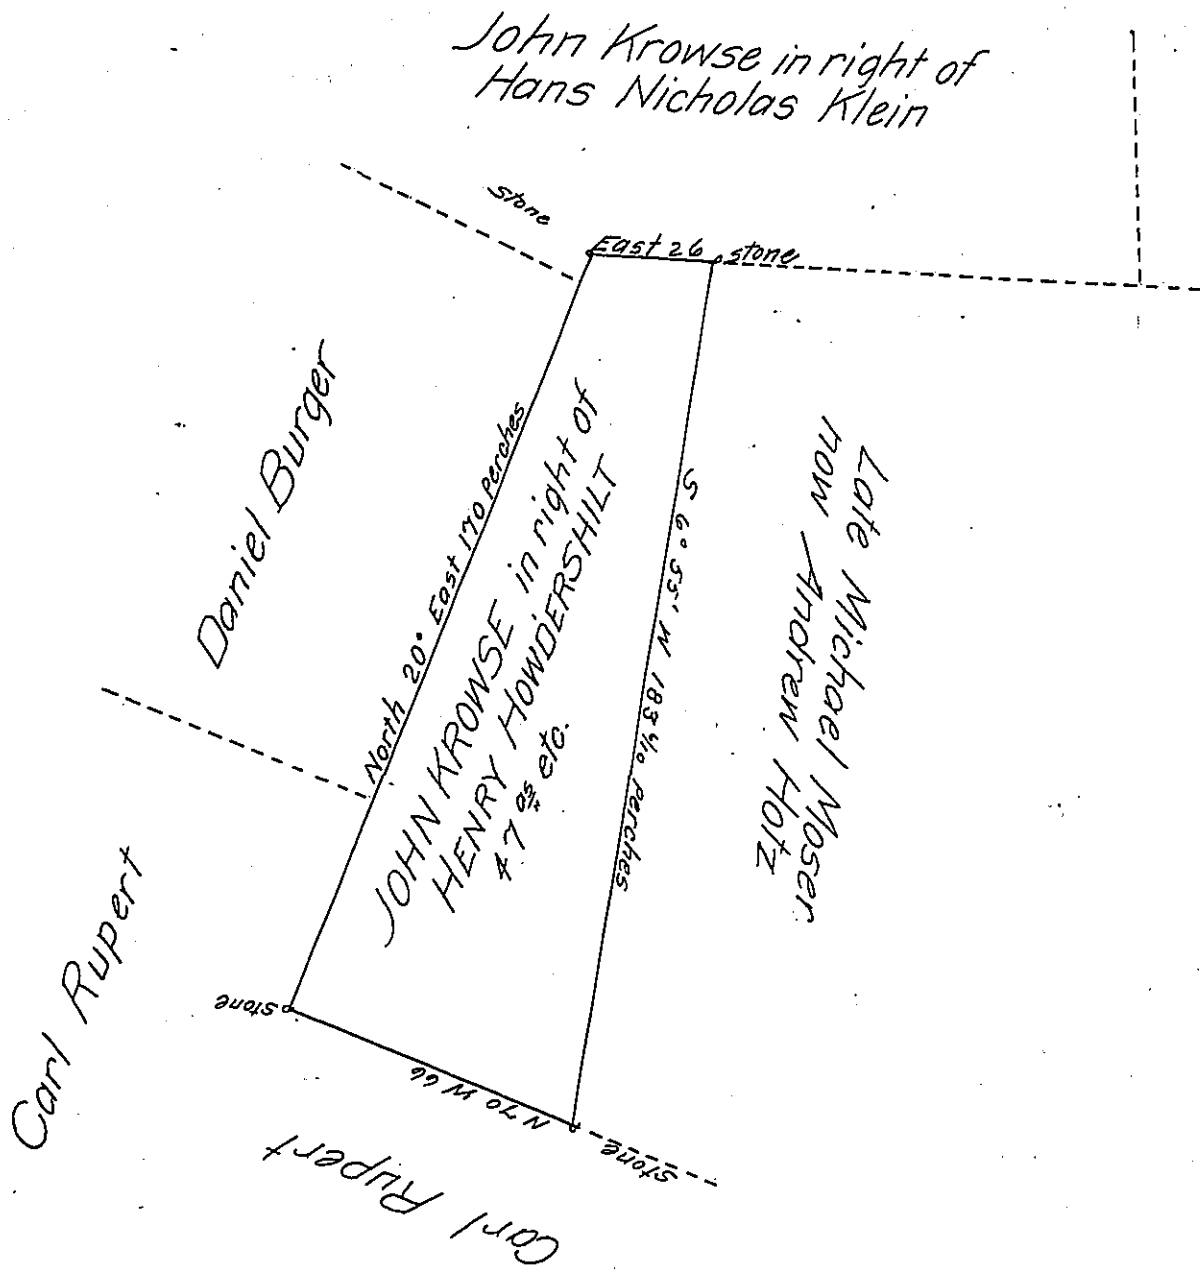 John Krowse in right of
Hans Nicholas Klein
stone
East 26
stone
Daniel Burger
North 20° East 170 Perches
JOHN KROWSE in right of
HENRY HOWDERSHILT
47 as/± etc.
S 6° 55' W 183 4/10 perches
Late Michael Moser
now Andrew Hotz
Carl Rupert
stone
N 70 W 66
stone
Carl Rupert